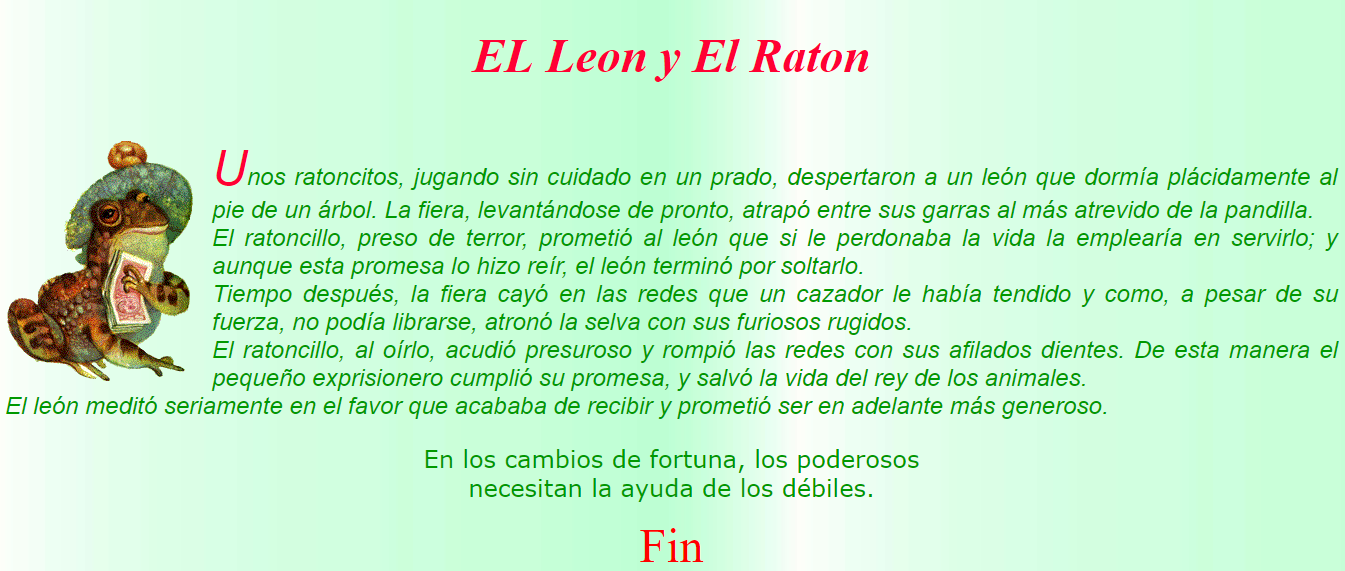 EL Leon y El Raton
Unos ratoncitos, jugando sin cuidado en un prado, despertaron a un león que dormía plácidamente al
pie de un árbol. La fiera, levantándose de pronto, atrapó entre sus garras al más atrevido de la pandilla.
El ratoncillo, preso de terror, prometió al león que si le perdonaba la vida la emplearía en servirlo; y
aunque esta promesa lo hizo reír, el león terminó por soltarlo.
Tiempo después, la fiera cayó en las redes que un cazador le había tendido y como, a pesar de su
fuerza, no podía librarse, atronó la selva con sus furiosos rugidos.
El ratoncillo, al oírlo, acudió presuroso y rompió las redes con sus afilados dientes. De esta manera el
pequeño exprisionero cumplió su promesa, y salvó la vida del rey de los animales.
El león meditó seriamente en el favor que acababa de recibir y prometió ser en adelante más generoso.
En los cambios de fortuna, los poderosos
necesitan la ayuda de los débiles.
Fin